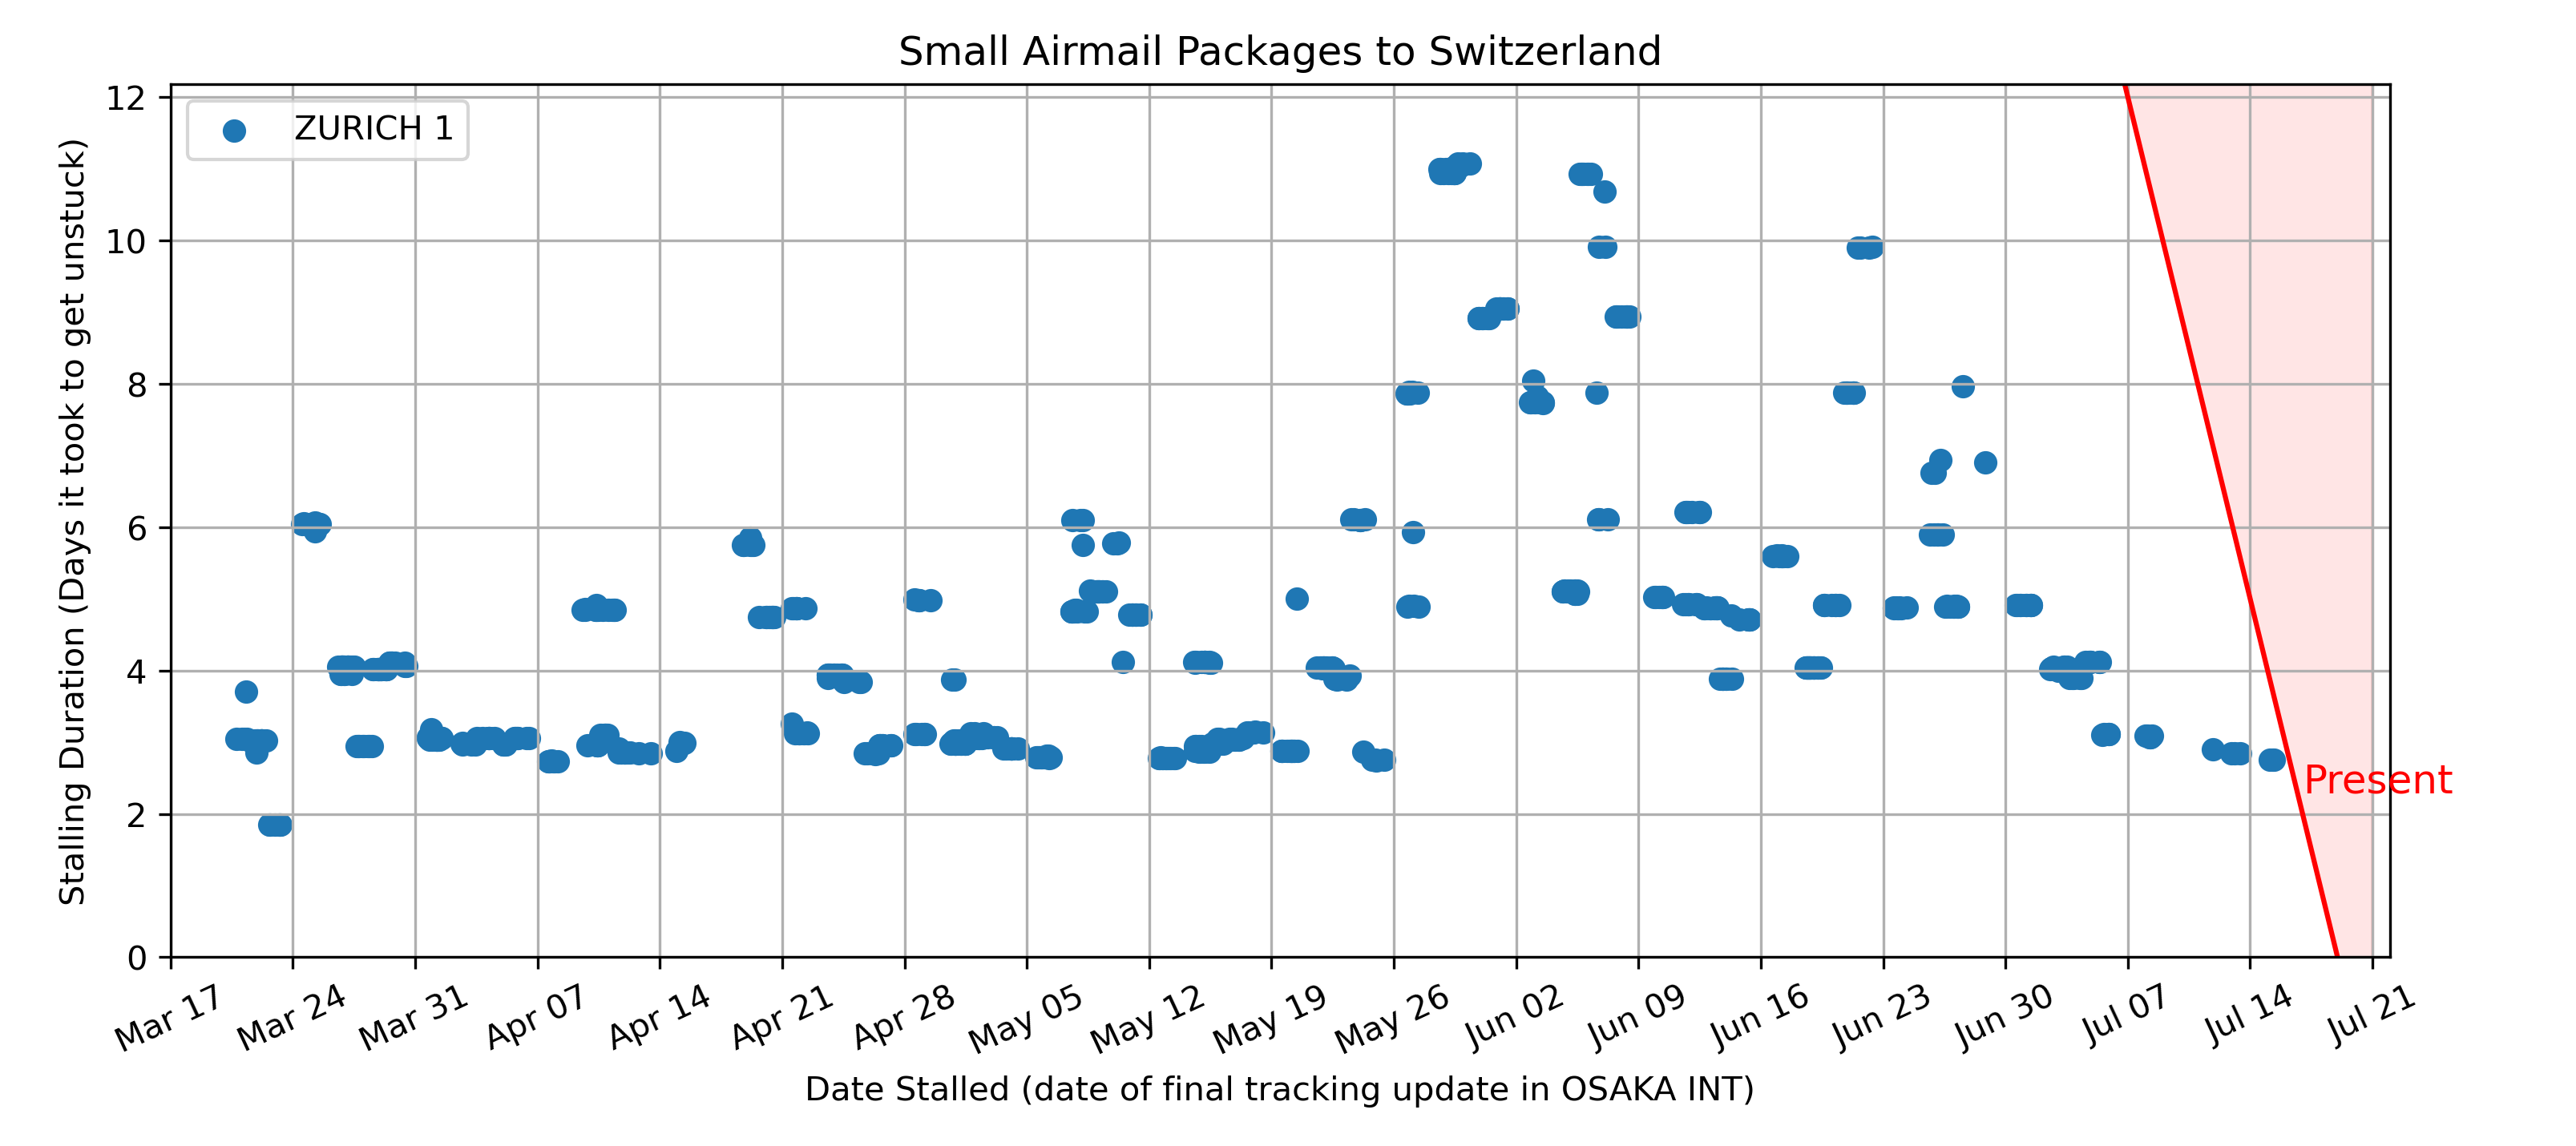 Small Airmail Packages to Switzerland
ZURICH 1
Stalling Duration (Days it took to get unstuck)
12
10
8
6
4
2
0
Present
Mar 17
Mar 24
Mar 31
Apr 07
Apr 14
Apr 21
Apr 28
May 05
May 12
May 19
May 26
Jun 02
Jun 09
Jun 16
Jun 23
Jun 30
Jul 07
Jul 14
Jul 21
Date Stalled (date of final tracking update in OSAKA INT)